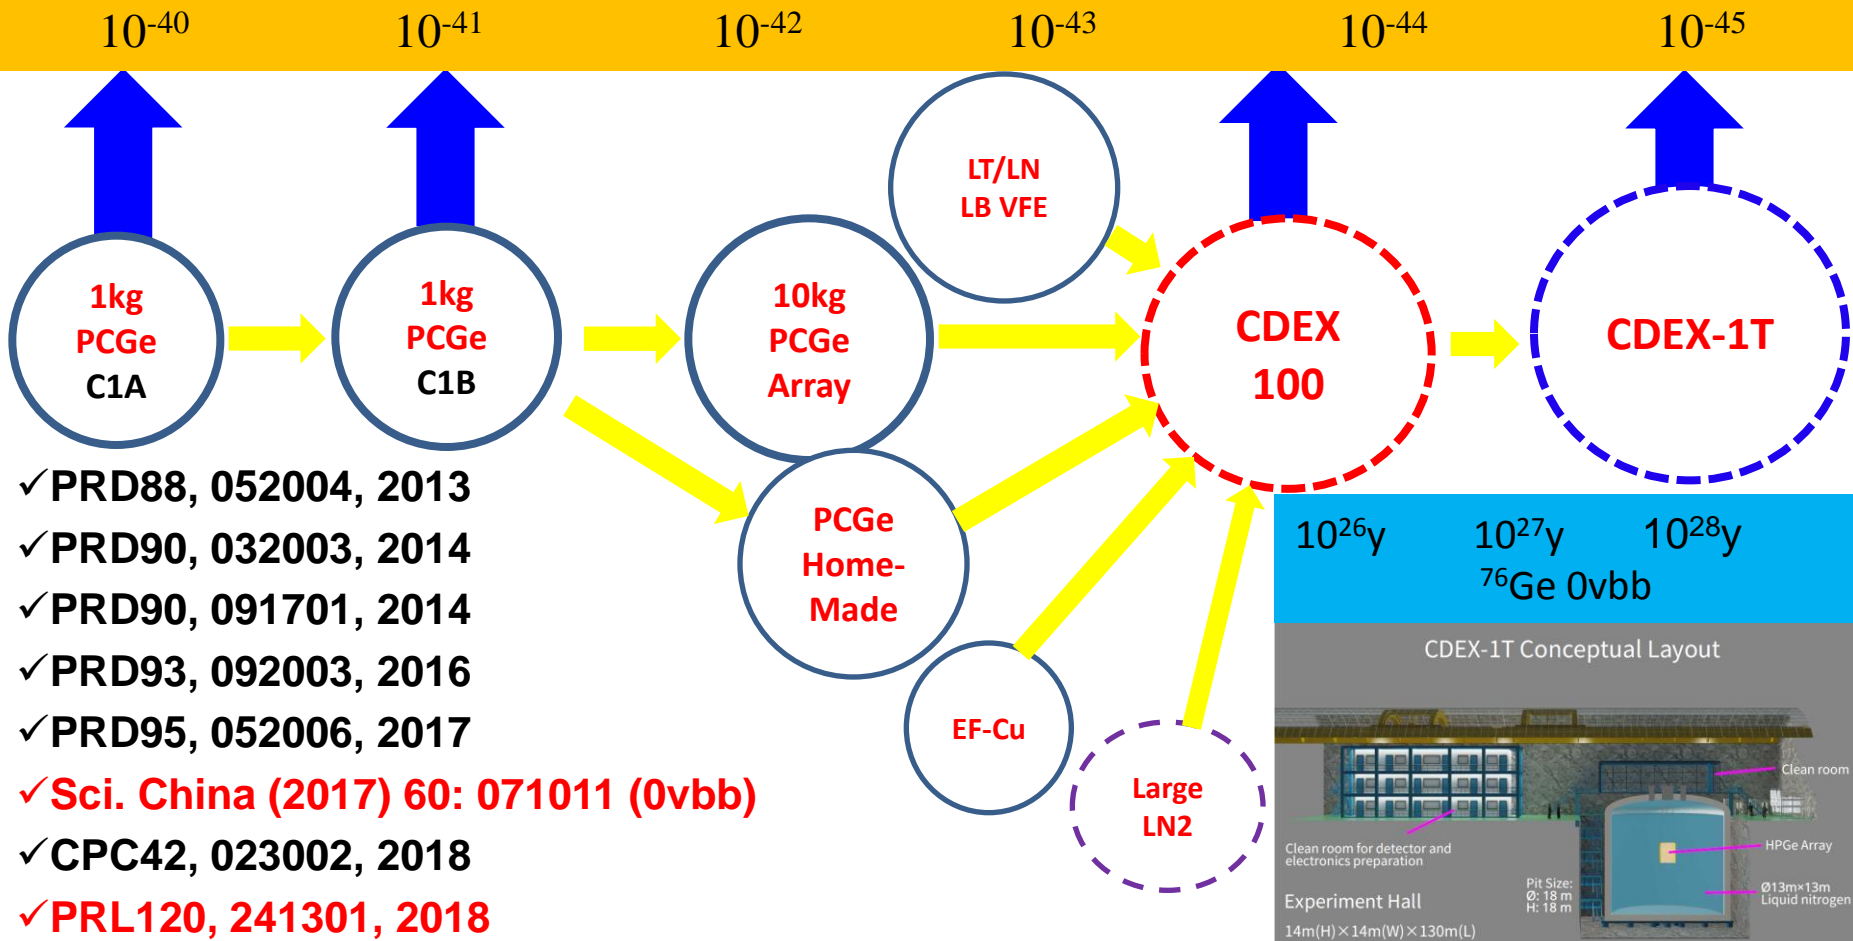 10⁻⁴⁰ 10⁻⁴¹ 10⁻⁴² 10⁻⁴³ 10⁻⁴⁴ 10⁻⁴⁵
1kg
PCGe
C1A
1kg
PCGe
C1B
10kg
PCGe
Array
LT/LN
LB VFE
CDEX
100
CDEX-1T
PCGe
Home-
Made
EF-Cu
Large
LN2
✓PRD88, 052004, 2013
✓PRD90, 032003, 2014
✓PRD90, 091701, 2014
✓PRD93, 092003, 2016
✓PRD95, 052006, 2017
✓Sci. China (2017) 60: 071011 (0vbb)
✓CPC42, 023002, 2018
✓PRL120, 241301, 2018
10²⁶y 10²⁷y 10²⁸y
⁷⁶Ge 0vbb
CDEX-1T Conceptual Layout
Clean room
Clean room for detector and
electronics preparation
HPGe Array
Pit Size:
Ø: 18 m
H: 18 m
Ø13m×13m
Liquid nitrogen
Experiment Hall
14m(H)×14m(W)×130m(L)